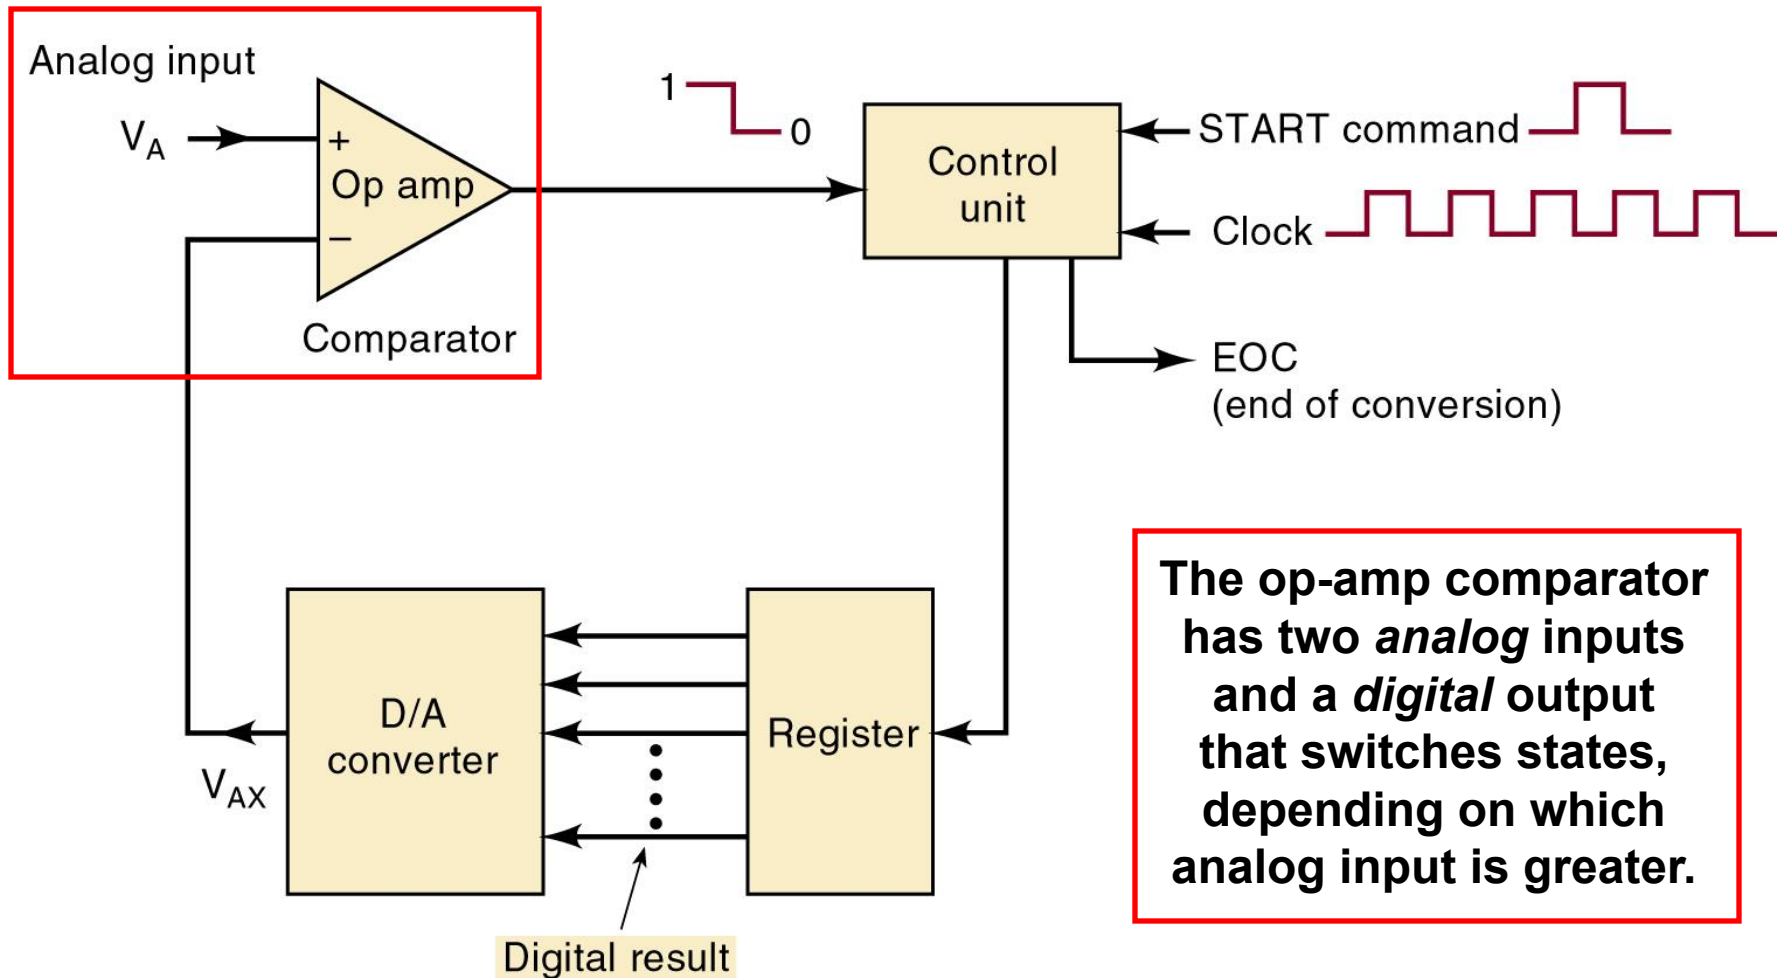 Analog input
V_A
+
Op amp
−
Comparator
1
0
Control
unit
START command
Clock
EOC
(end of conversion)
D/A
converter
V_AX
Register
Digital result
The op-amp comparator
has two analog inputs
and a digital output
that switches states,
depending on which
analog input is greater.